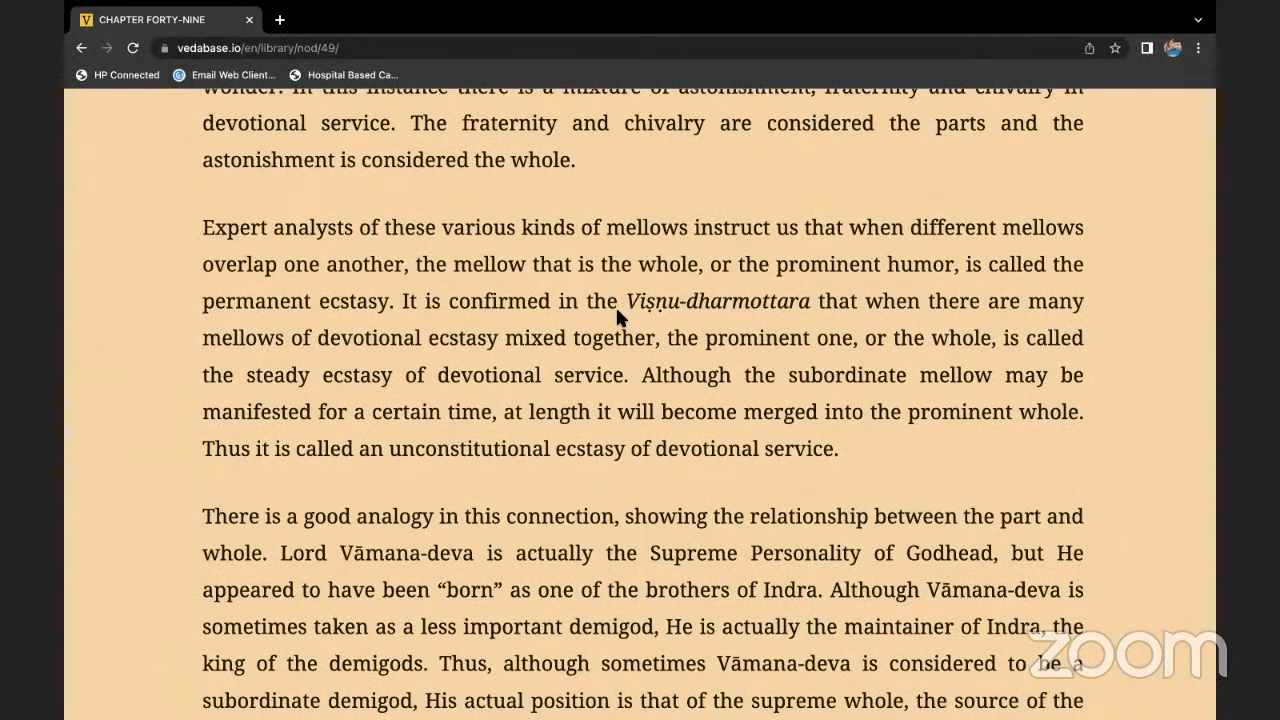 CHAPTER FORTY-NINE
vedabase.io/en/library/nod/49/
HP Connected
Email Web Client...
Hospital Based Ca...
wonder. In this instance there is a mixture of astonishment, fraternity and chivalry in
devotional service. The fraternity and chivalry are considered the parts and the
astonishment is considered the whole.
Expert analysts of these various kinds of mellows instruct us that when different mellows
overlap one another, the mellow that is the whole, or the prominent humor, is called the
permanent ecstasy. It is confirmed in the Viṣṇu-dharmottara that when there are many
mellows of devotional ecstasy mixed together, the prominent one, or the whole, is called
the steady ecstasy of devotional service. Although the subordinate mellow may be
manifested for a certain time, at length it will become merged into the prominent whole.
Thus it is called an unconstitutional ecstasy of devotional service.
There is a good analogy in this connection, showing the relationship between the part and
whole. Lord Vāmana-deva is actually the Supreme Personality of Godhead, but He
appeared to have been “born” as one of the brothers of Indra. Although Vāmana-deva is
sometimes taken as a less important demigod, He is actually the maintainer of Indra, the
king of the demigods. Thus, although sometimes Vāmana-deva is considered to be a
subordinate demigod, His actual position is that of the supreme whole, the source of the
zoom